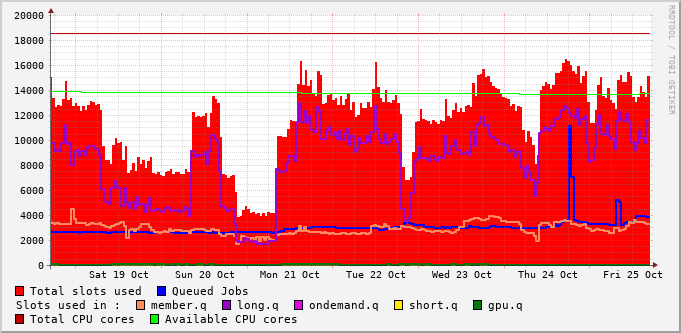 20000
18000
16000
14000
12000
10000
8000
6000
4000
2000
0
Sat 19 Oct Sun 20 Oct Mon 21 Oct Tue 22 Oct Wed 23 Oct Thu 24 Oct Fri 25 Oct
RRDTOOL / TOBI OETIKER
Total slots used Queued Jobs
Slots used in : member.q long.q ondemand.q short.q gpu.q
Total CPU cores Available CPU cores